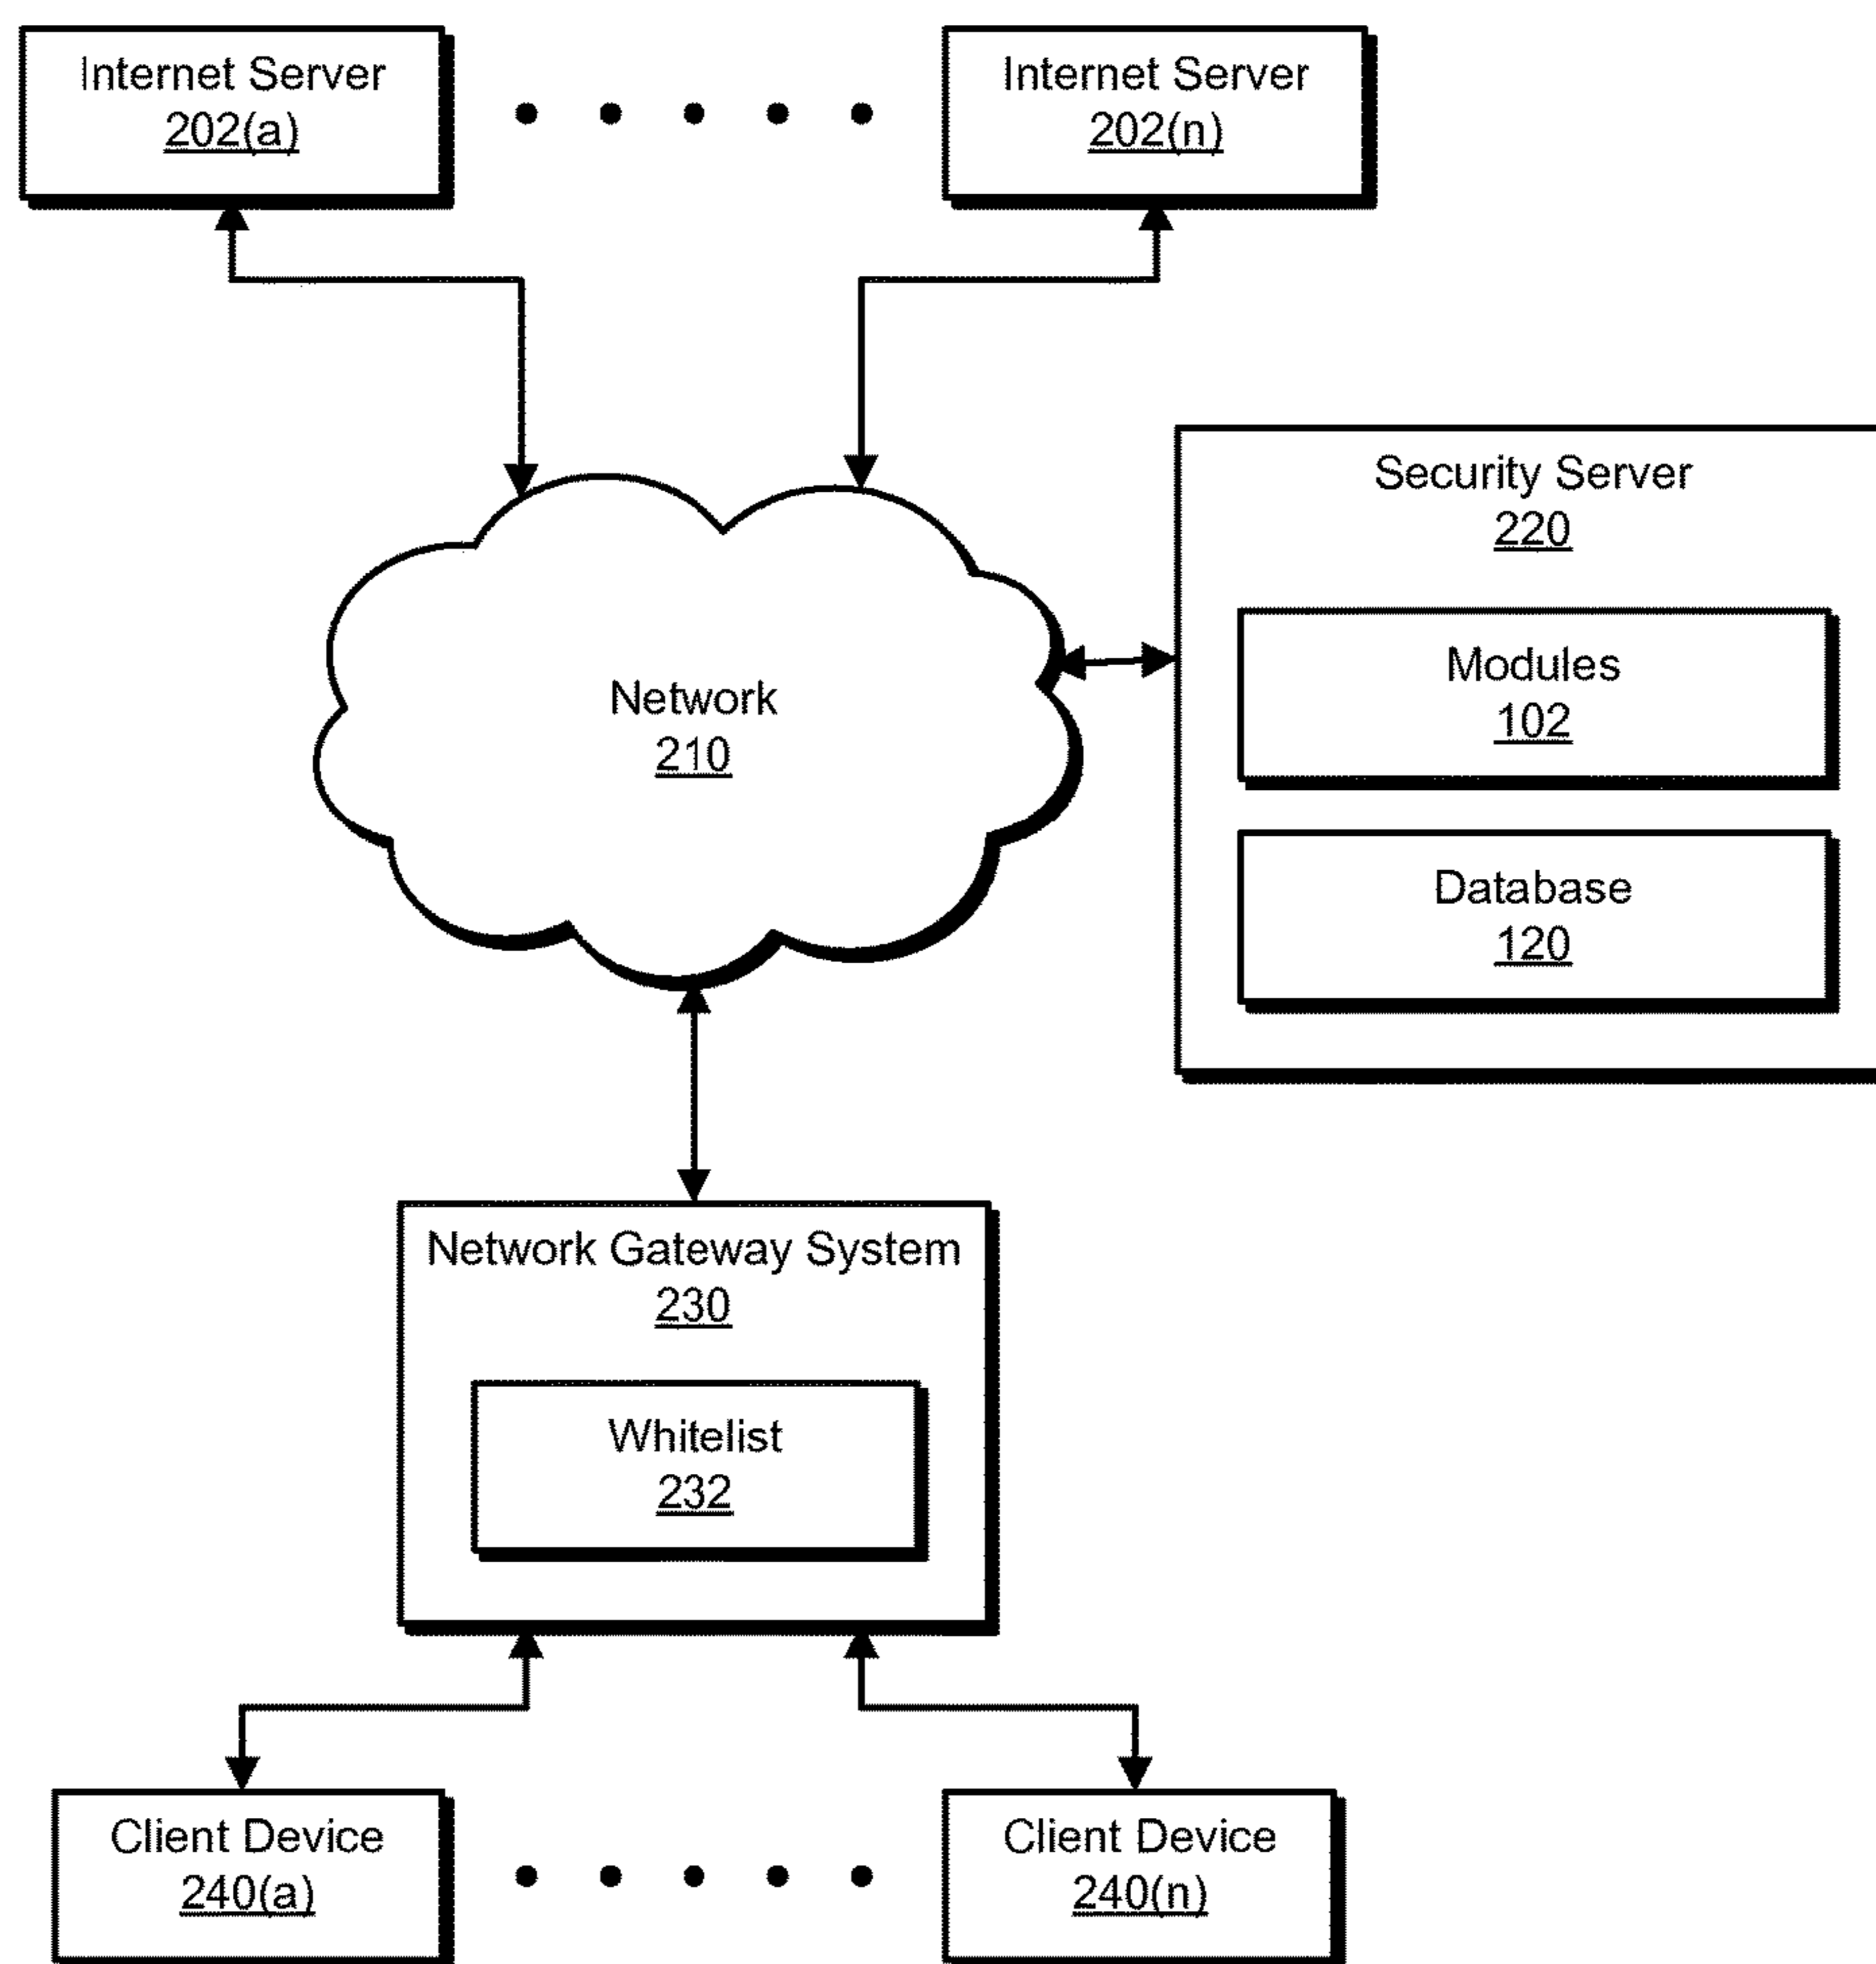 Internet Server
202(a)
Internet Server
202(n)
Security Server
220
Modules
102
Network
210
Database
120
Network Gateway System
230
Whitelist
232
Client Device
240(a)
Client Device
240(n)